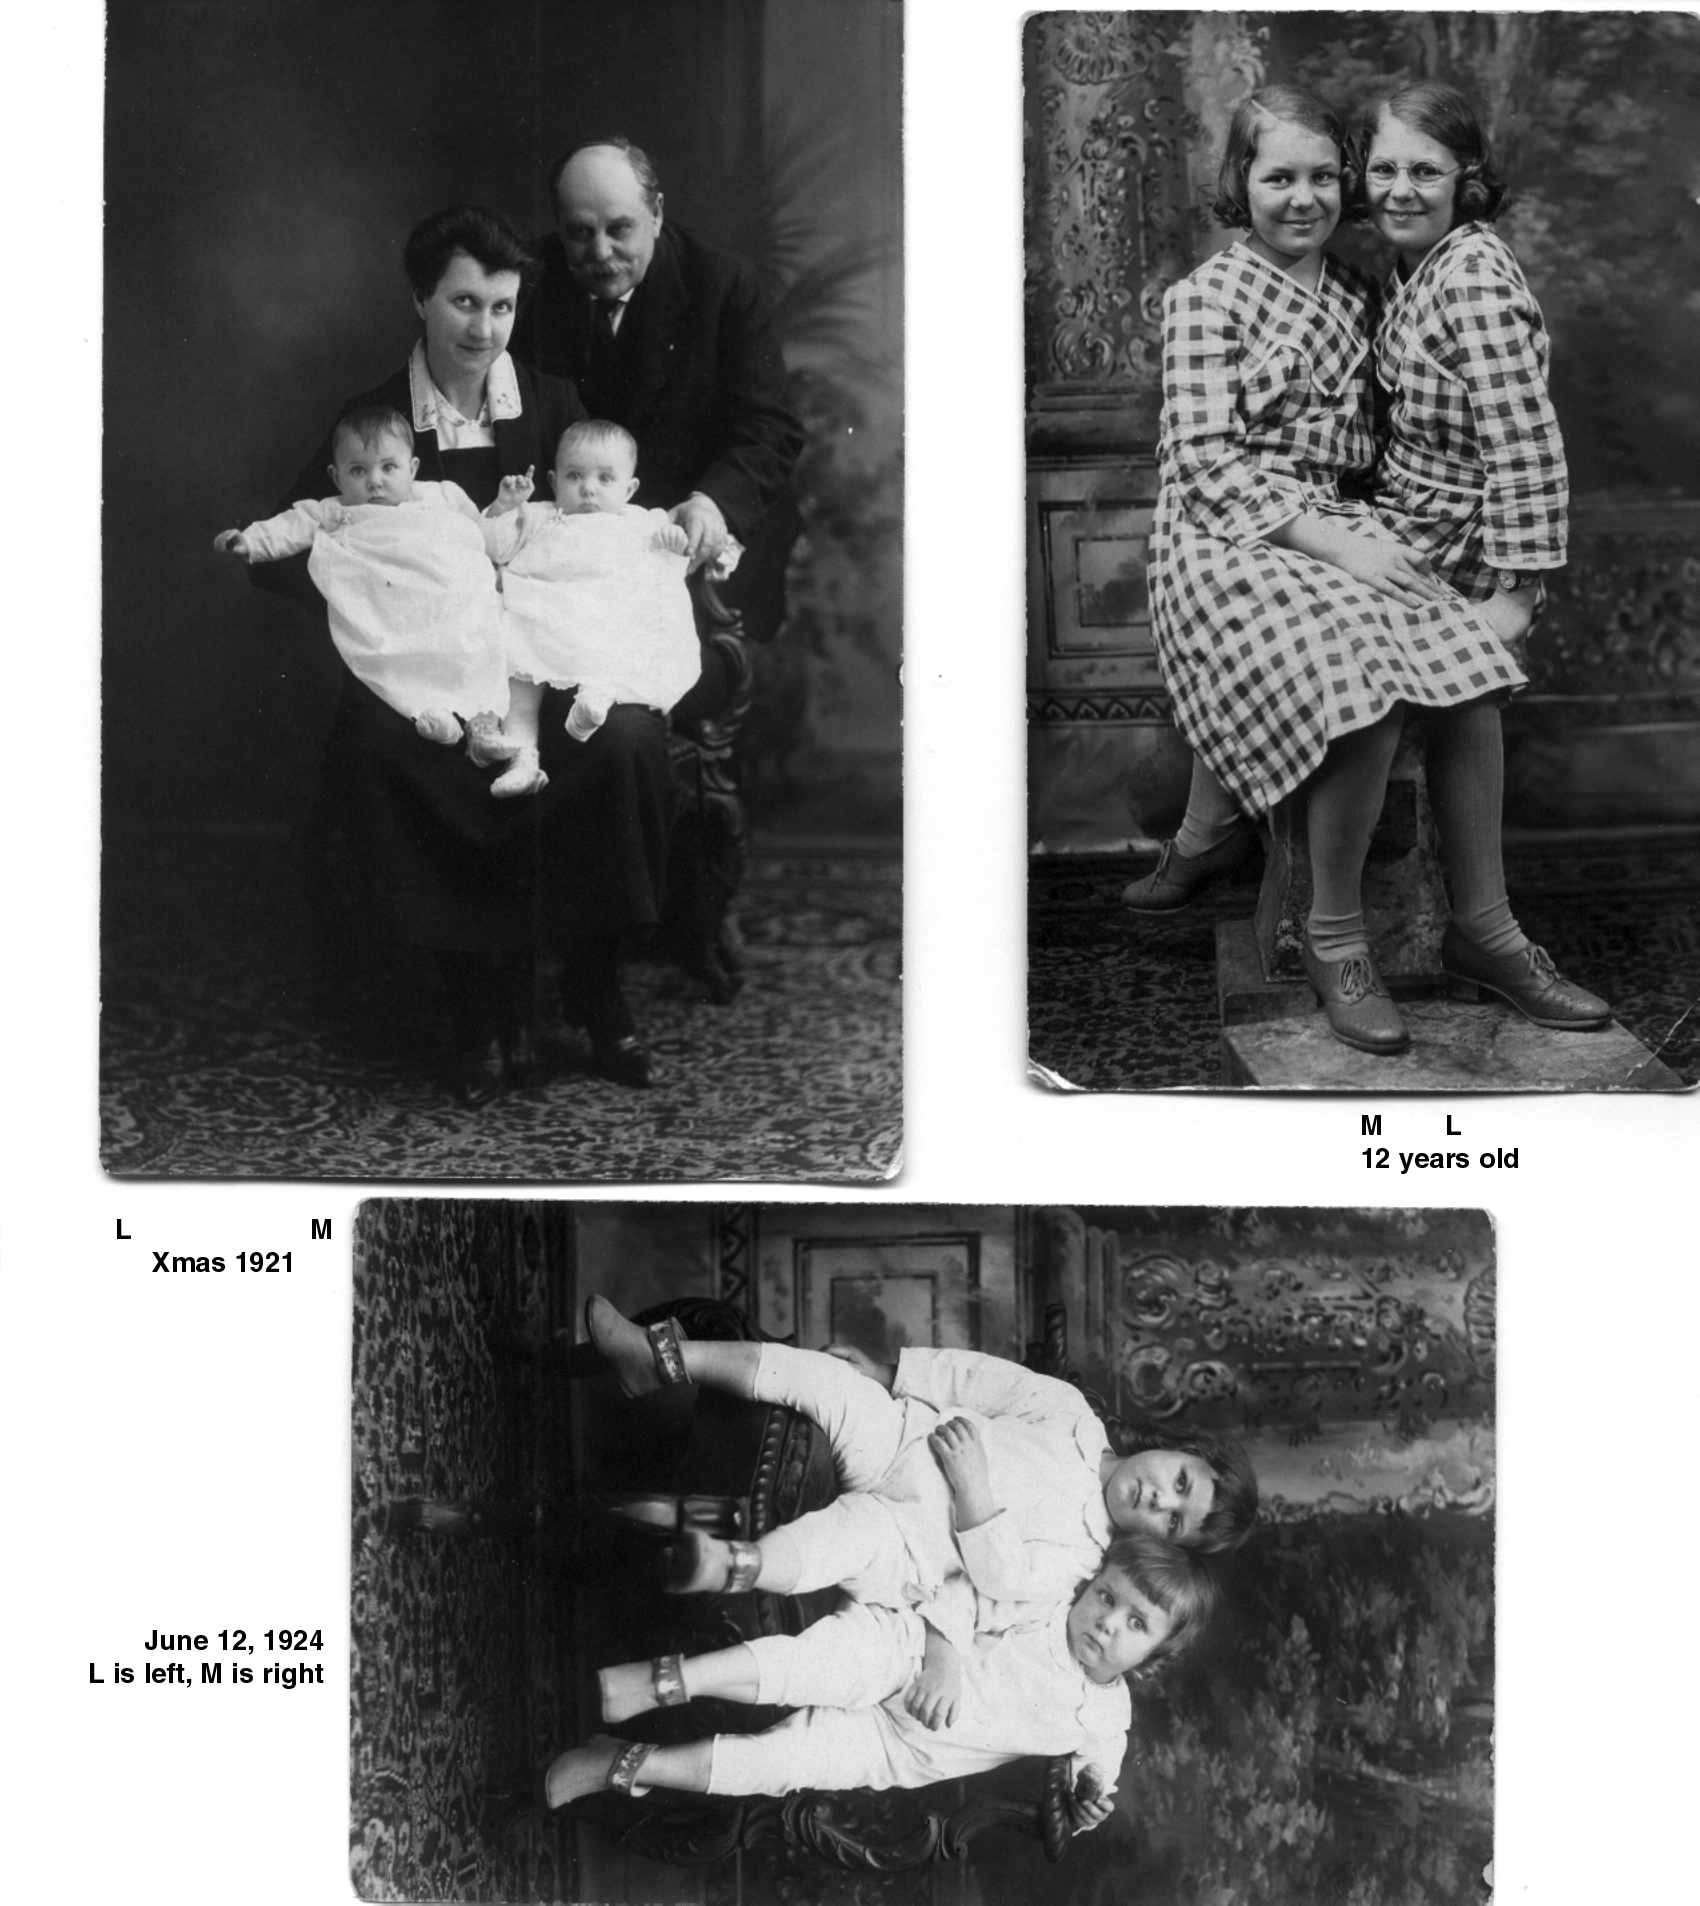 M L
12 years old
L M
Xmas 1921
June 12, 1924
L is left, M is right